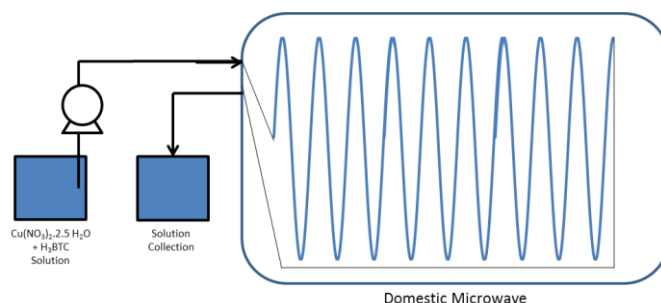 Cu(NO₃)₂.2.5 H₂O
+ H₃BTC
Solution
Solution
Collection
Domestic Microwave